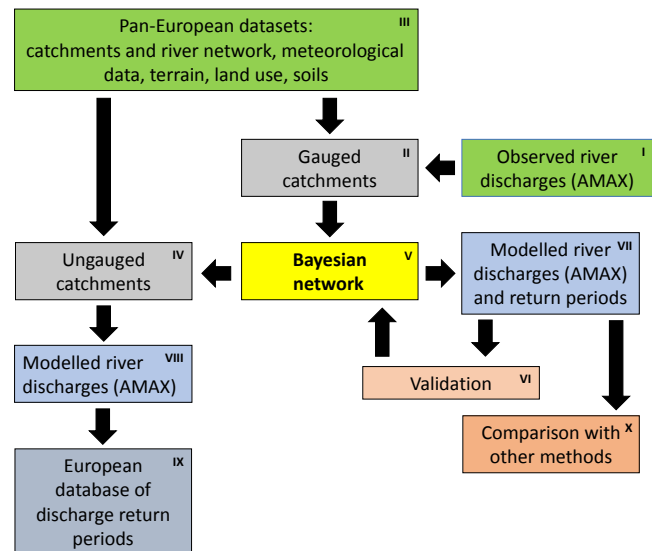 Pan-European datasets: III
catchments and river network, meteorological
data, terrain, land use, soils
Gauged II
catchments
Observed river I
discharges (AMAX)
Ungauged IV
catchments
Bayesian V
network
Modelled river VII
discharges (AMAX)
and return periods
Modelled river VIII
discharges (AMAX)
Validation VI
European IX
database of
discharge return
periods
Comparison with X
other methods